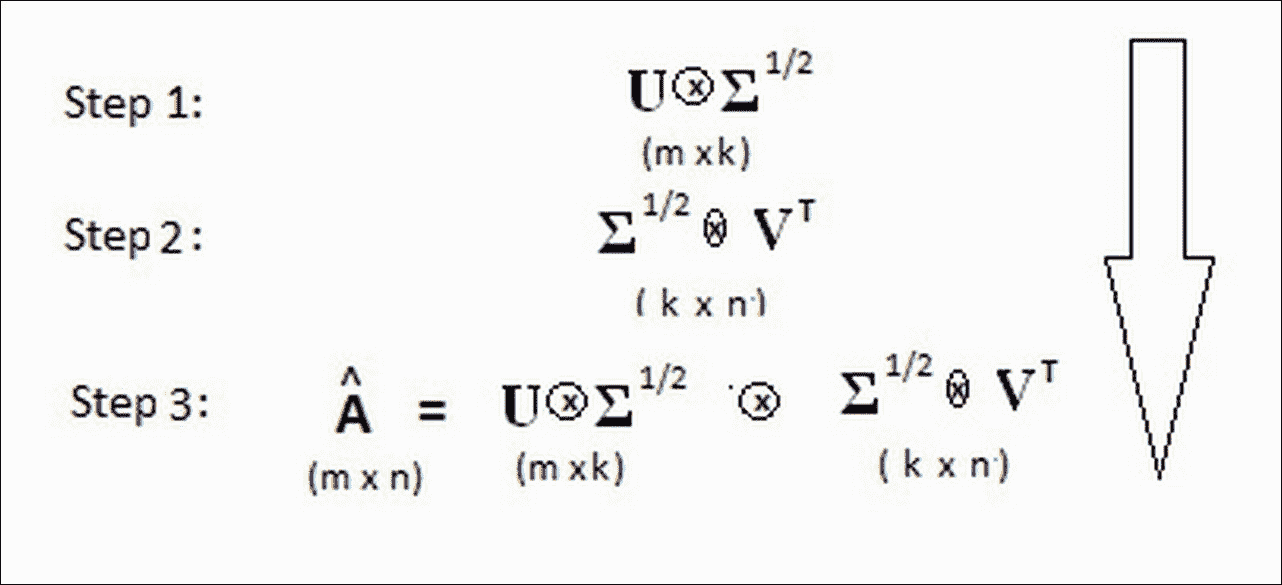 Step 1: U ⓧ Σ^1/2
(m xk)
Step 2: Σ^1/2 ⓧ V^T
( k x n )
Step 3: Â = U ⓧ Σ^1/2 ⓧ Σ^1/2 ⓧ V^T
(m x n) (m xk) ( k x n )